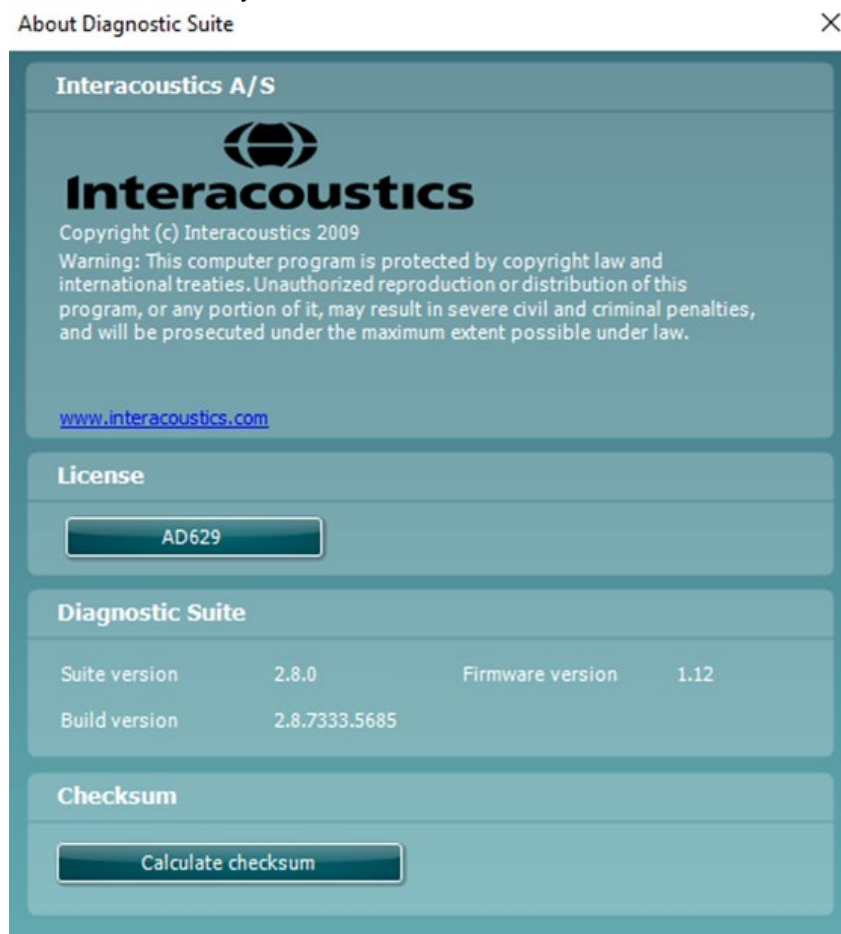 About Diagnostic Suite
Interacoustics A/S
Interacoustics
Copyright (c) Interacoustics 2009
Warning: This computer program is protected by copyright law and
international treaties. Unauthorized reproduction or distribution of this
program, or any portion of it, may result in severe civil and criminal penalties,
and will be prosecuted under the maximum extent possible under law.
www.interacoustics.com
License
AD629
Diagnostic Suite
Suite version 2.8.0 Firmware version 1.12
Build version 2.8.7333.5685
Checksum
Calculate checksum